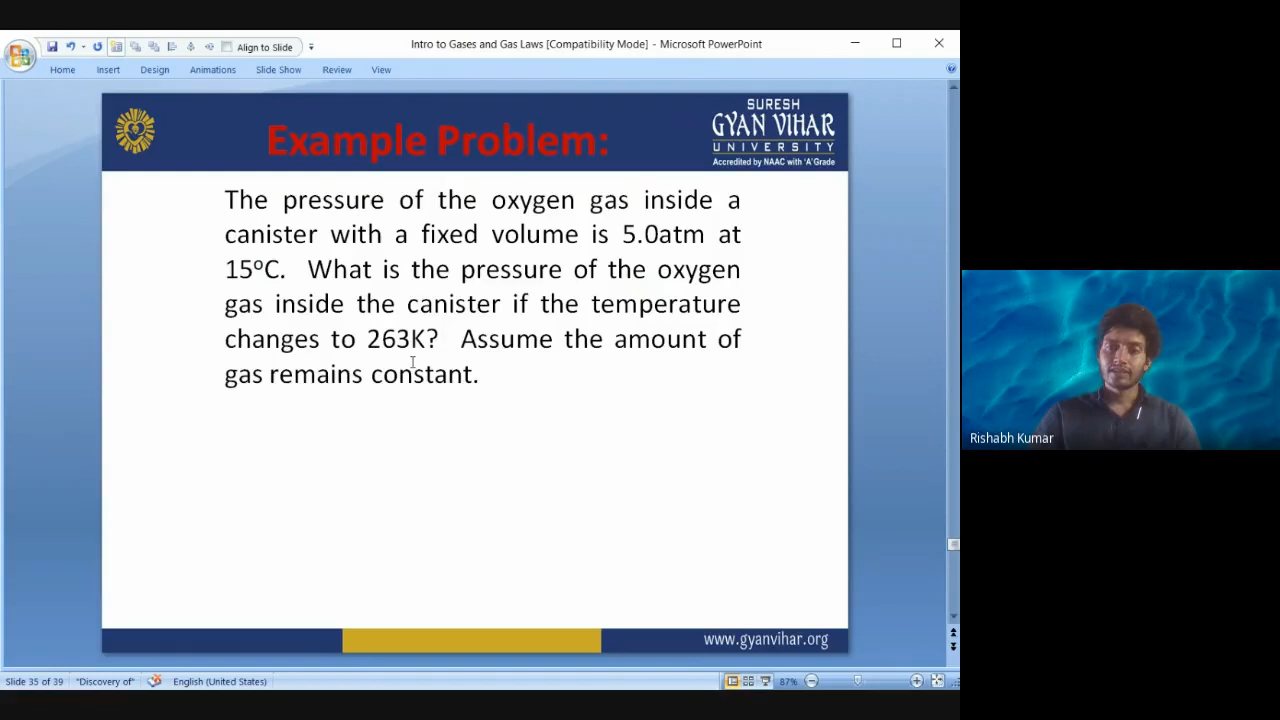 Align to Slide
Intro to Gases and Gas Laws [Compatibility Mode] - Microsoft PowerPoint
Home Insert Design Animations Slide Show Review View
SURESH
GYAN VIHAR
UNIVERSITY
Accredited by NAAC with 'A' Grade
Example Problem:
The pressure of the oxygen gas inside a
canister with a fixed volume is 5.0atm at
15ºC. What is the pressure of the oxygen
gas inside the canister if the temperature
changes to 263K? Assume the amount of
gas remains constant.
Rishabh Kumar
www.gyanvihar.org
Slide 35 of 39 "Discovery of" English (United States) 87%